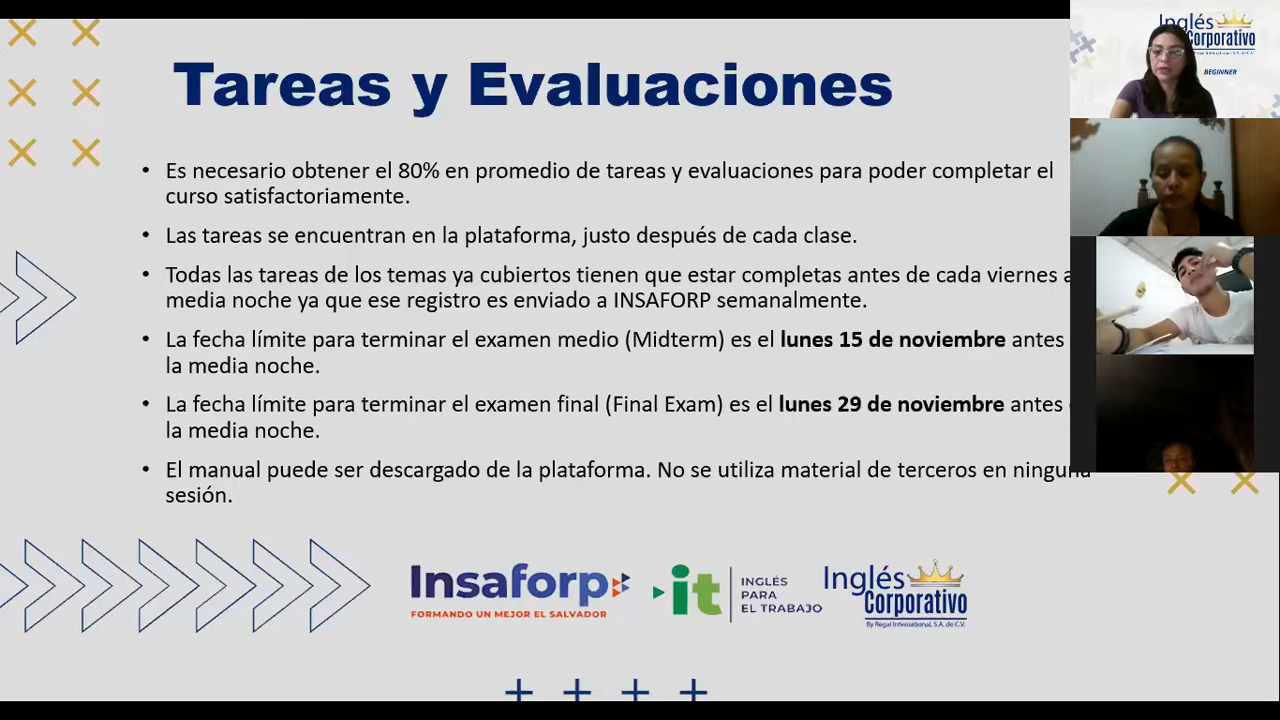 Tareas y Evaluaciones
• Es necesario obtener el 80% en promedio de tareas y evaluaciones para poder completar el
curso satisfactoriamente.
• Las tareas se encuentran en la plataforma, justo después de cada clase.
• Todas las tareas de los temas ya cubiertos tienen que estar completas antes de cada viernes a
media noche ya que ese registro es enviado a INSAFORP semanalmente.
• La fecha límite para terminar el examen medio (Midterm) es el lunes 15 de noviembre antes
la media noche.
• La fecha límite para terminar el examen final (Final Exam) es el lunes 29 de noviembre antes
la media noche.
• El manual puede ser descargado de la plataforma. No se utiliza material de terceros en ninguna
sesión.
Insaforp
FORMANDO UN MEJOR EL SALVADOR
it
INGLÉS
PARA
EL TRABAJO
Inglés
Corporativo
By Regal International, S.A. de C.V.
Inglés
Corporativo
BEGINNER